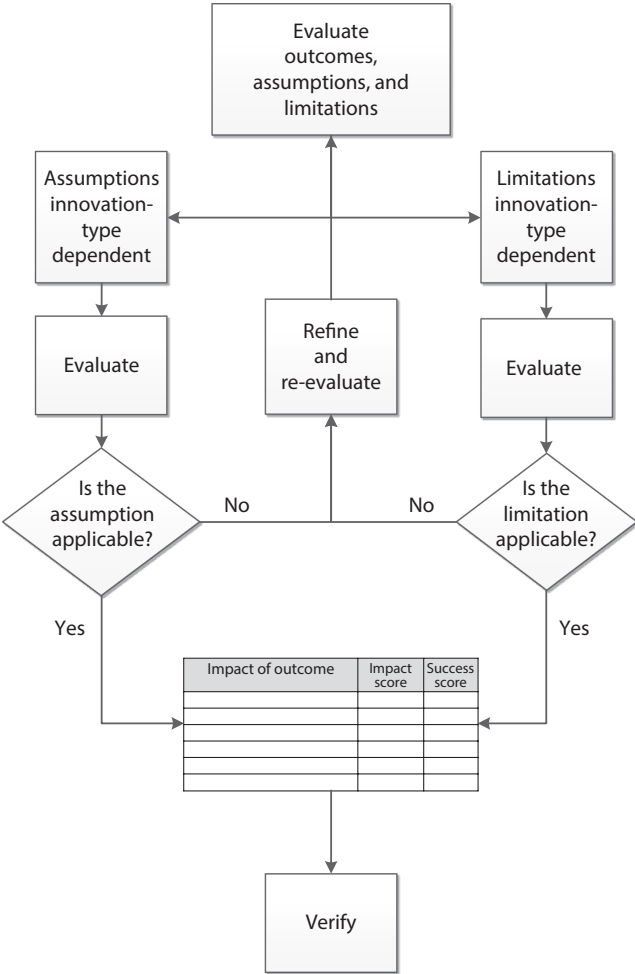 Evaluate
outcomes,
assumptions, and
limitations
Assumptions
innovation-
type
dependent
Limitations
innovation-
type
dependent
Evaluate
Refine
and
re-evaluate
Evaluate
Is the
assumption
applicable?
No
No
Is the
limitation
applicable?
Yes
Yes
Impact of outcome
Impact
score
Success
score
Verify